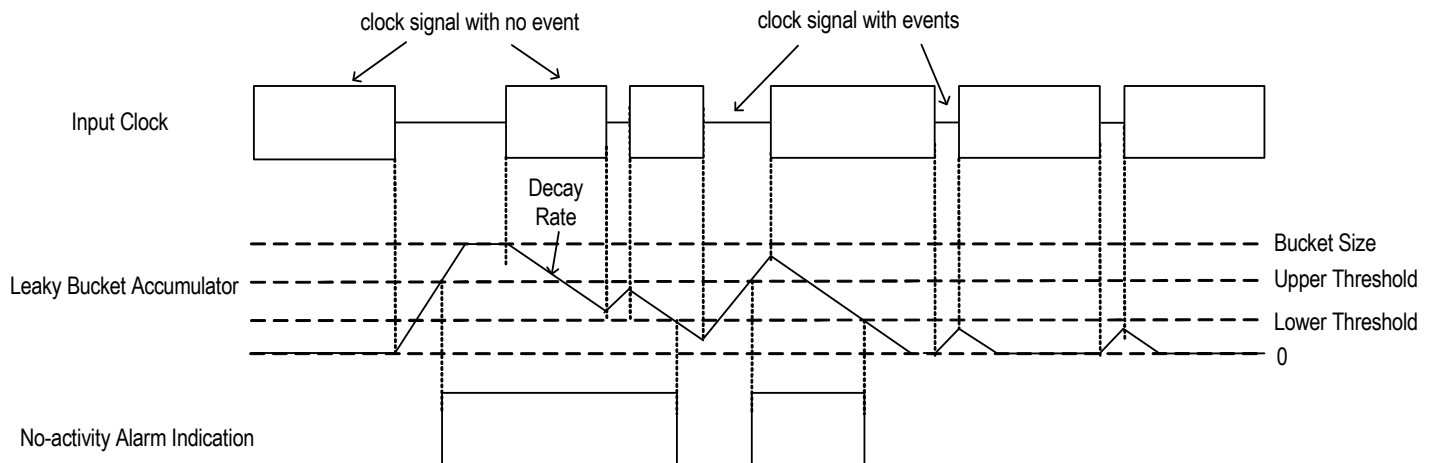 clock signal with no event
clock signal with events
Input Clock
Decay
Rate
Bucket Size
Leaky Bucket Accumulator
Upper Threshold
Lower Threshold
0
No-activity Alarm Indication